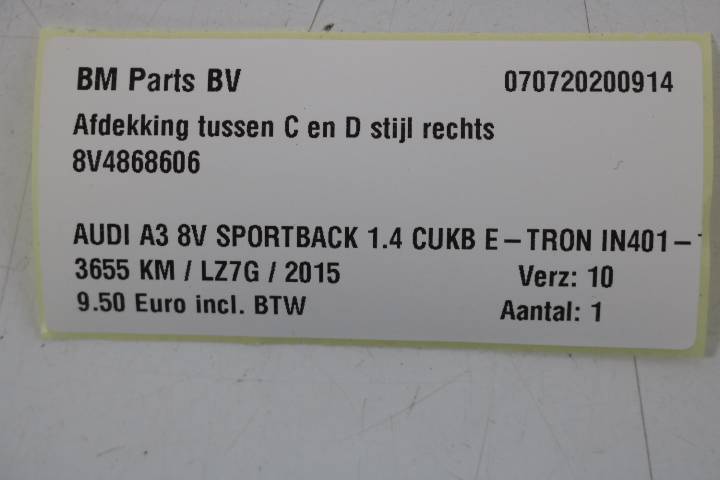 BM Parts BV 070720200914
Afdekking tussen C en D stijl rechts
8V4868606
AUDI A3 8V SPORTBACK 1.4 CUKB E-TRON IN401-
3655 KM / LZ7G / 2015 Verz: 10
9.50 Euro incl. BTW Aantal: 1